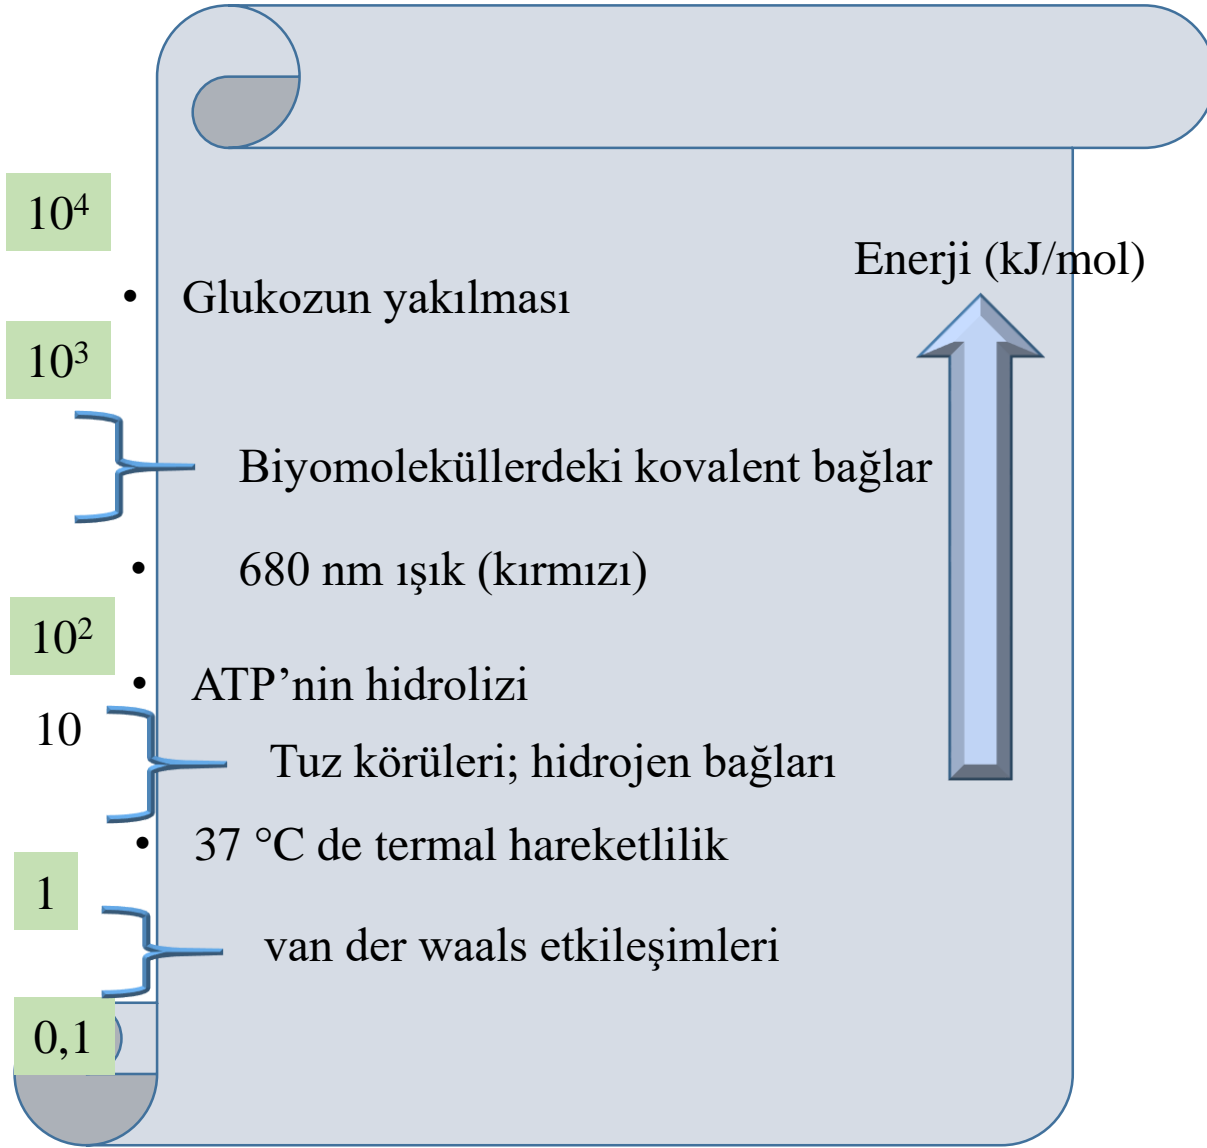 10⁴
Enerji (kJ/mol)
• Glukozun yakılması
10³
Biyomoleküllerdeki kovalent bağlar
• 680 nm ışık (kırmızı)
10²
• ATP’nin hidrolizi
10
Tuz körüleri; hidrojen bağları
• 37 °C de termal hareketlilik
1
van der waals etkileşimleri
0,1